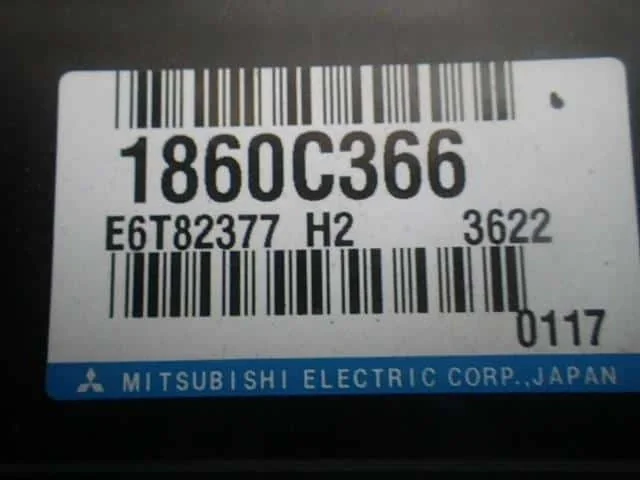 1860C366
E6T82377 H2 3622
0117
MITSUBISHI ELECTRIC CORP.,JAPAN